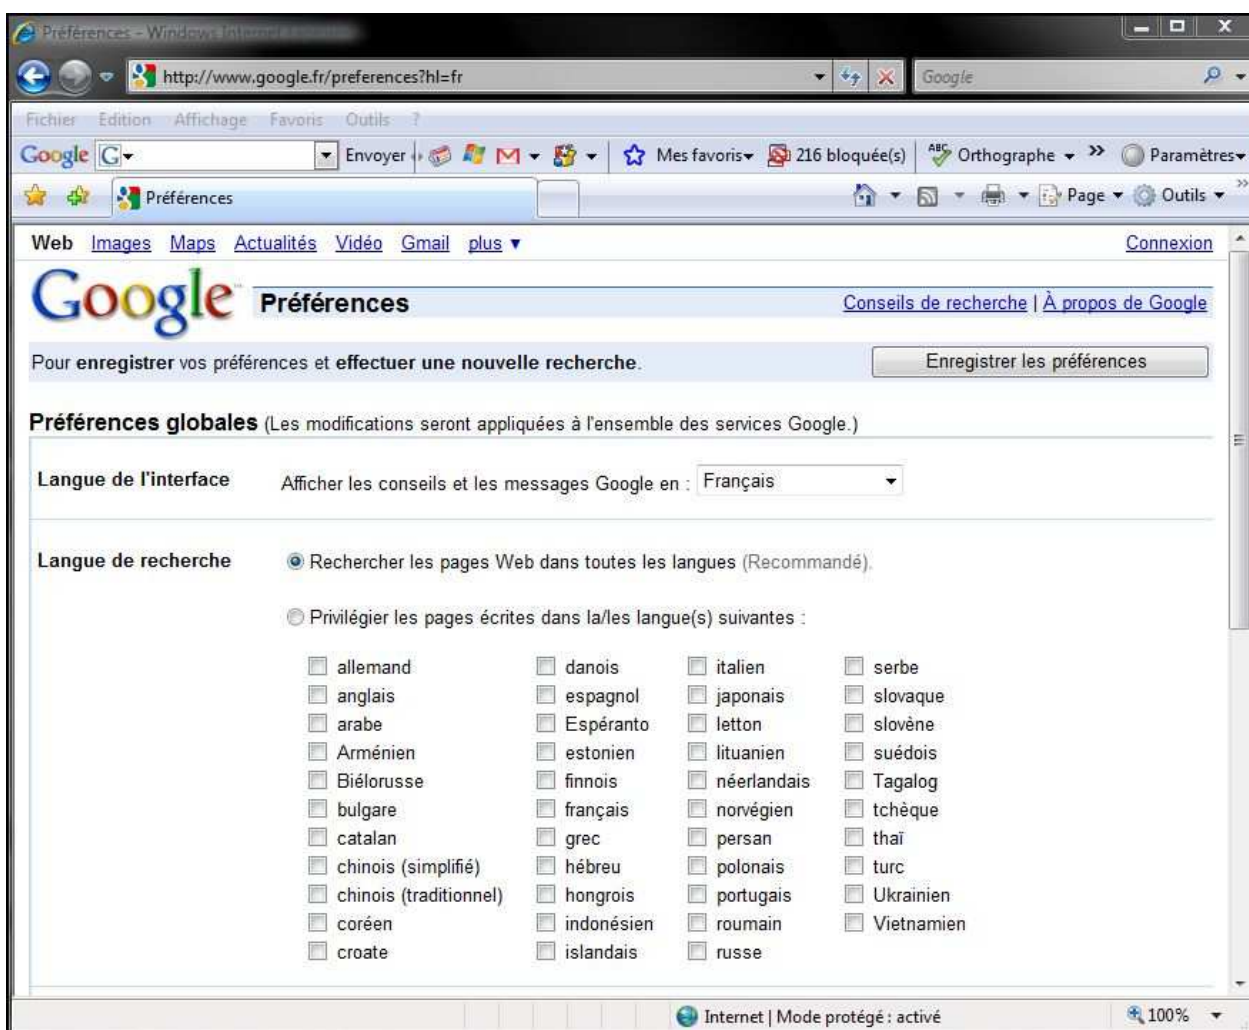 Préférences - Windows Internet
http://www.google.fr/preferences?hl=fr
Google
Fichier Edition Affichage Favoris Outils ?
Google G Envoyer Mes favoris 216 bloquée(s) ABC Orthographe » Paramètres
Préférences Page Outils »
Web Images Maps Actualités Vidéo Gmail plus ▼ Connexion
Google™ Préférences Conseils de recherche | À propos de Google
Pour enregistrer vos préférences et effectuer une nouvelle recherche. Enregistrer les préférences
Préférences globales (Les modifications seront appliquées à l'ensemble des services Google.)
Langue de l'interface Afficher les conseils et les messages Google en : Français
Langue de recherche Rechercher les pages Web dans toutes les langues (Recommandé).
Privilégier les pages écrites dans la/les langue(s) suivantes :
allemand danois italien serbe
anglais espagnol japonais slovaque
arabe Espéranto letton slovène
Arménien estonien lituanien suédois
Biélorusse finnois néerlandais Tagalog
bulgare français norvégien tchèque
catalan grec persan thaï
chinois (simplifié) hébreu polonais turc
chinois (traditionnel) hongrois portugais Ukrainien
coréen indonésien roumain Vietnamien
croate islandais russe
Internet | Mode protégé : activé 100%